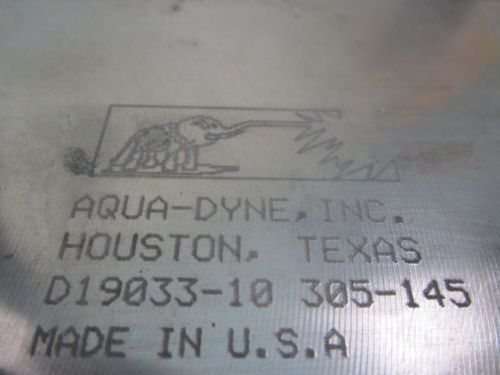 AQUA-DYNE, INC.
HOUSTON, TEXAS
D19033-10 305-145
MADE IN U.S.A